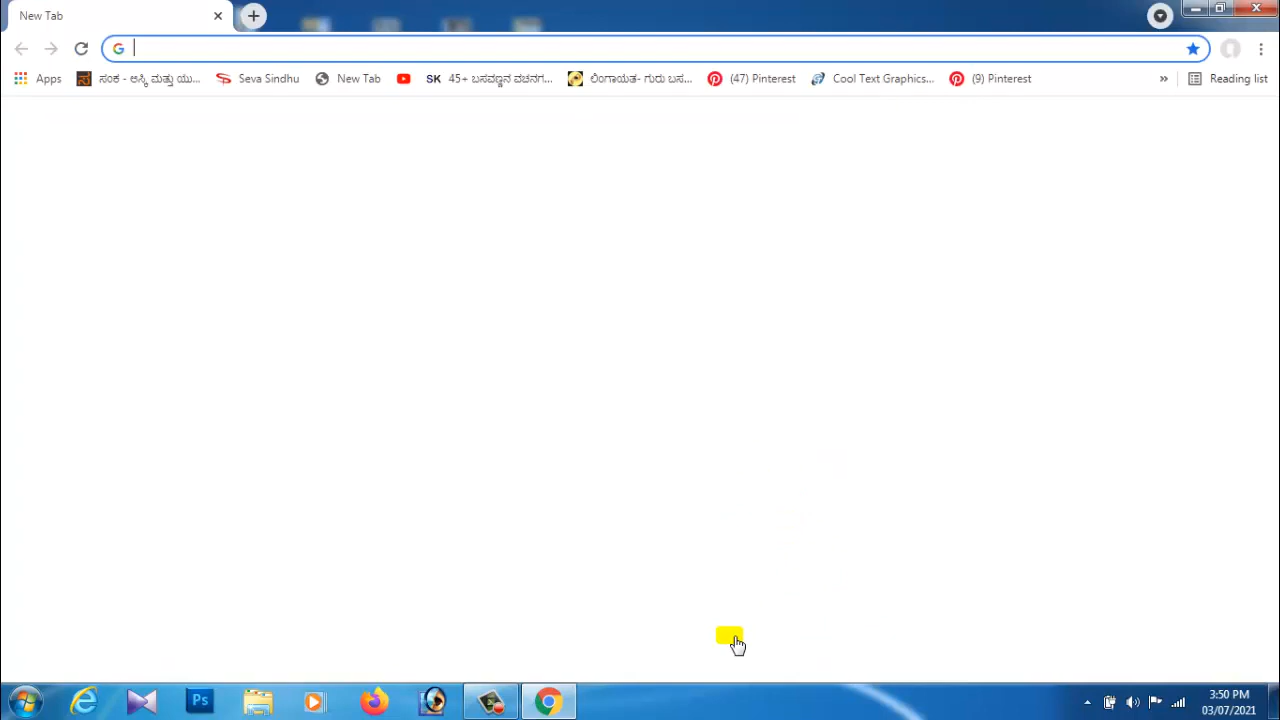 New Tab
Apps ಸಂಕ - ಆಸ್ಕಿ ಮತ್ತು ಯು... Seva Sindhu New Tab SK 45+ ಬಸವಣ್ಣನ ವಚನಗ... ಲಿಂಗಾಯತ- ಗುರು ಬಸ... (47) Pinterest Cool Text Graphics... (9) Pinterest » Reading list
Ps
3:50 PM
03/07/2021